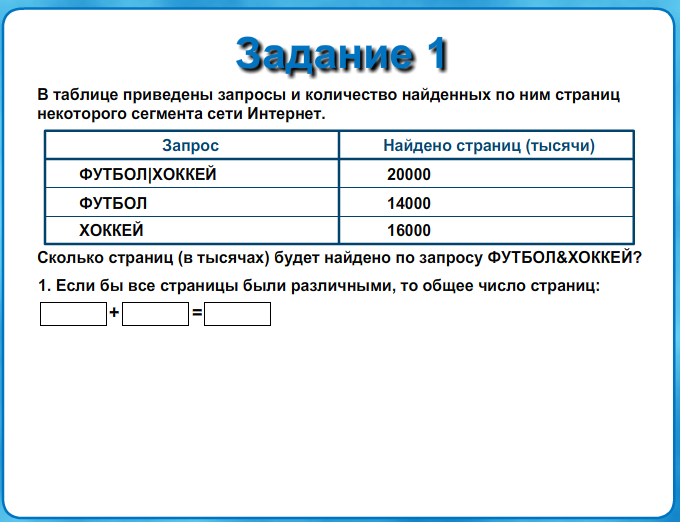 Задание 1
В таблице приведены запросы и количество найденных по ним страниц
некоторого сегмента сети Интернет.
Запрос Найдено страниц (тысячи)
ФУТБОЛ|ХОККЕЙ 20000
ФУТБОЛ 14000
ХОККЕЙ 16000
Сколько страниц (в тысячах) будет найдено по запросу ФУТБОЛ&ХОККЕЙ?
1. Если бы все страницы были различными, то общее число страниц:
+ =